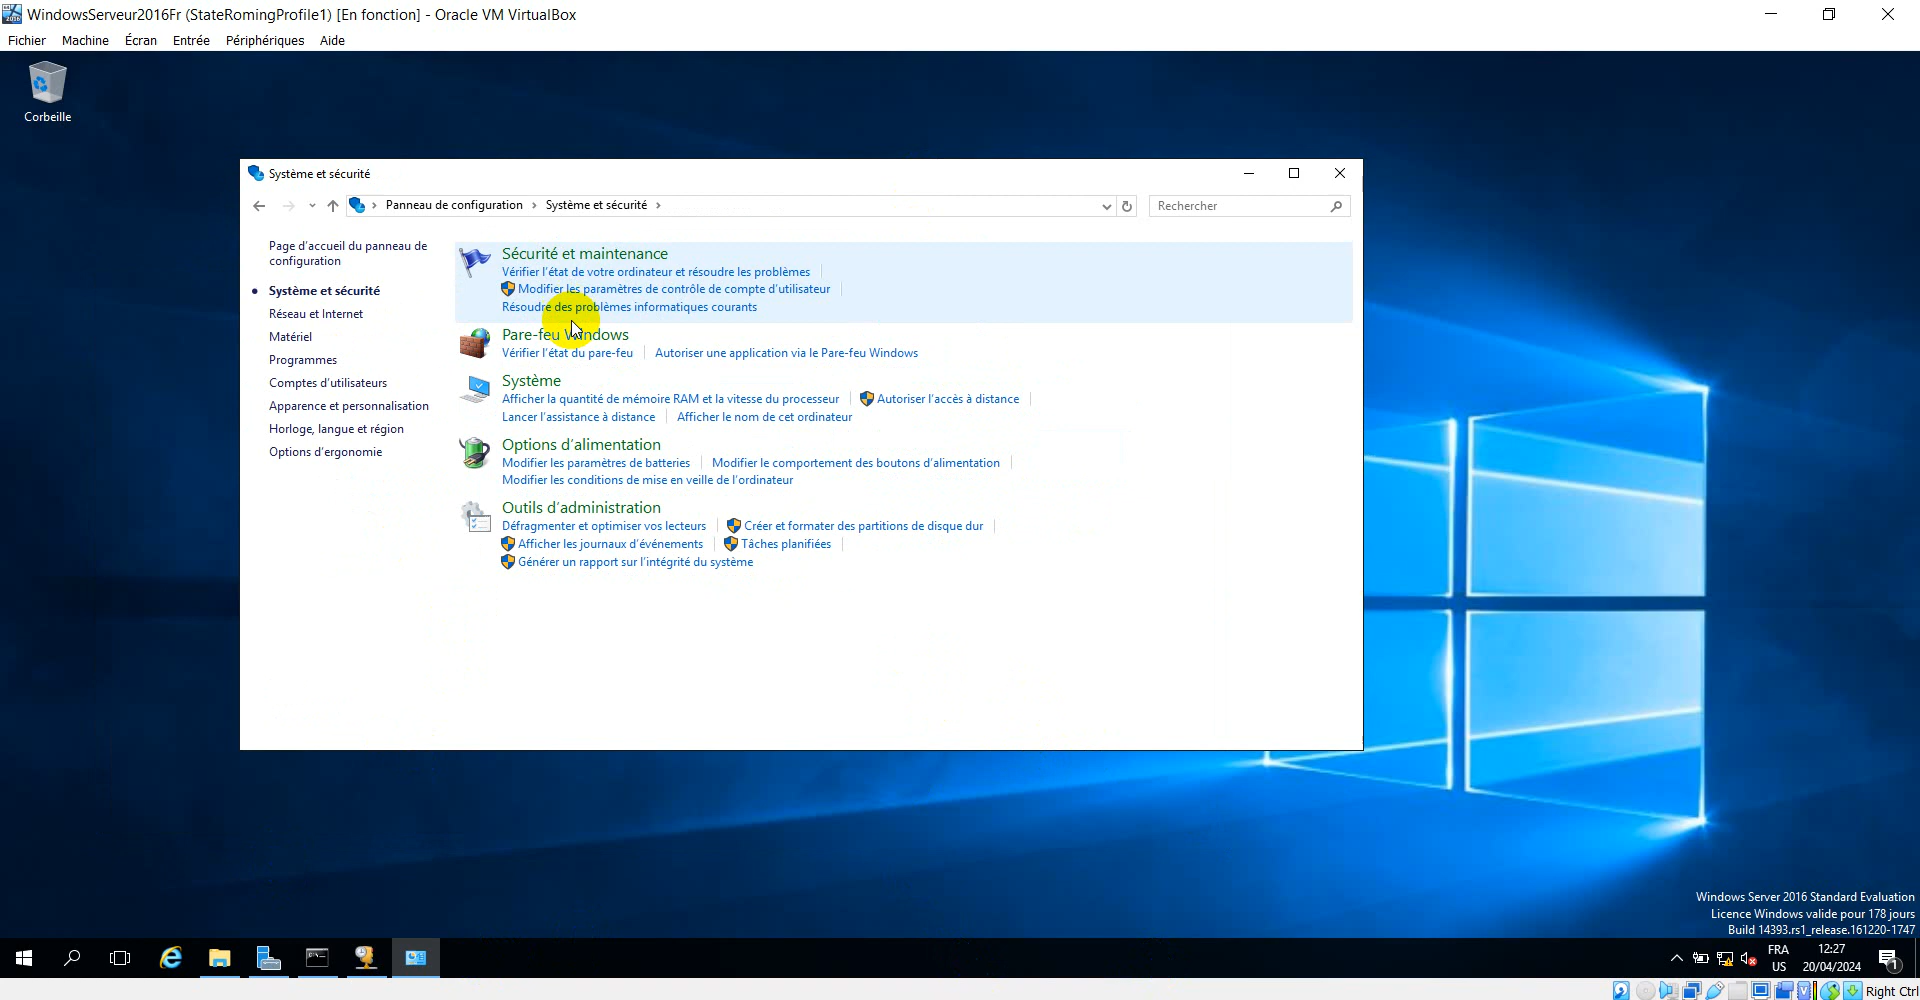 WindowsServeur2016Fr (StateRomingProfile1) [En fonction] - Oracle VM VirtualBox
Fichier Machine Écran Entrée Périphériques Aide
Corbeille
Système et sécurité
Panneau de configuration > Système et sécurité >
Rechercher
Page d'accueil du panneau de
configuration
Système et sécurité
Réseau et Internet
Matériel
Programmes
Comptes d'utilisateurs
Apparence et personnalisation
Horloge, langue et région
Options d'ergonomie
Sécurité et maintenance
Vérifier l'état de votre ordinateur et résoudre les problèmes
Modifier les paramètres de contrôle de compte d'utilisateur
Résoudre des problèmes informatiques courants
Pare-feu Windows
Vérifier l'état du pare-feu Autoriser une application via le Pare-feu Windows
Système
Afficher la quantité de mémoire RAM et la vitesse du processeur Autoriser l'accès à distance
Lancer l'assistance à distance Afficher le nom de cet ordinateur
Options d'alimentation
Modifier les paramètres de batteries Modifier le comportement des boutons d'alimentation
Modifier les conditions de mise en veille de l'ordinateur
Outils d'administration
Défragmenter et optimiser vos lecteurs Créer et formater des partitions de disque dur
Afficher les journaux d'événements Tâches planifiées
Générer un rapport sur l'intégrité du système
Windows Server 2016 Standard Evaluation
Licence Windows valide pour 178 jours
Build 14393.rs1_release.161220-1747
FRA 12:27
US 20/04/2024
1
Right Ctrl